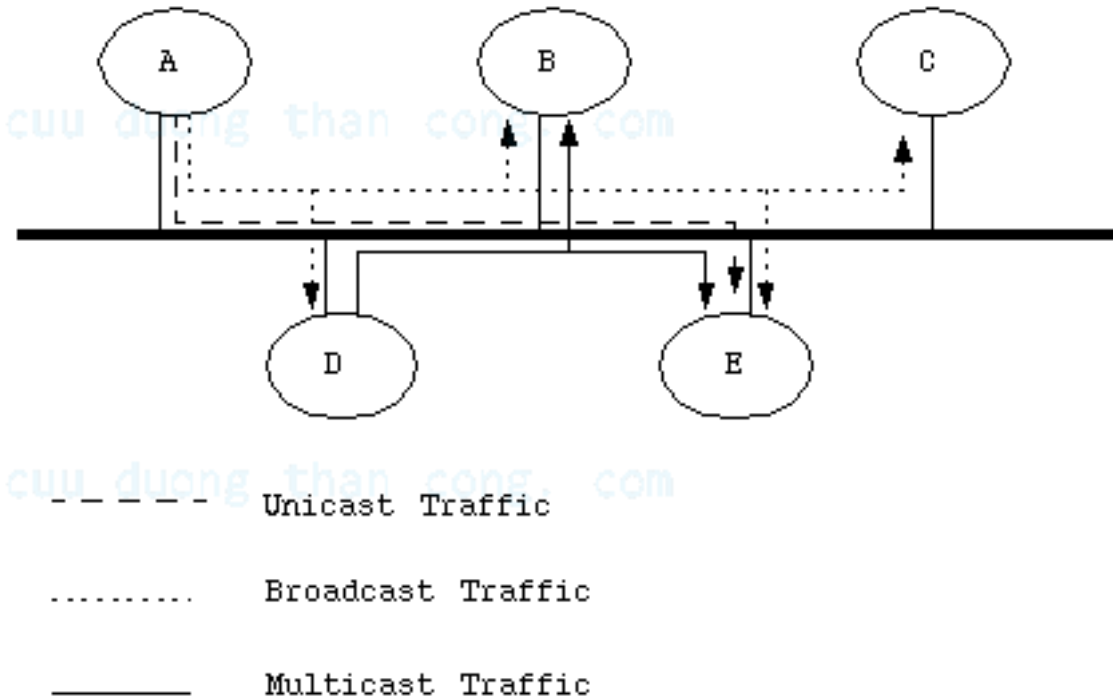 A
B
C
cuu duong than cong. com
D
E
cuu duong than cong. com
Unicast Traffic
Broadcast Traffic
Multicast Traffic